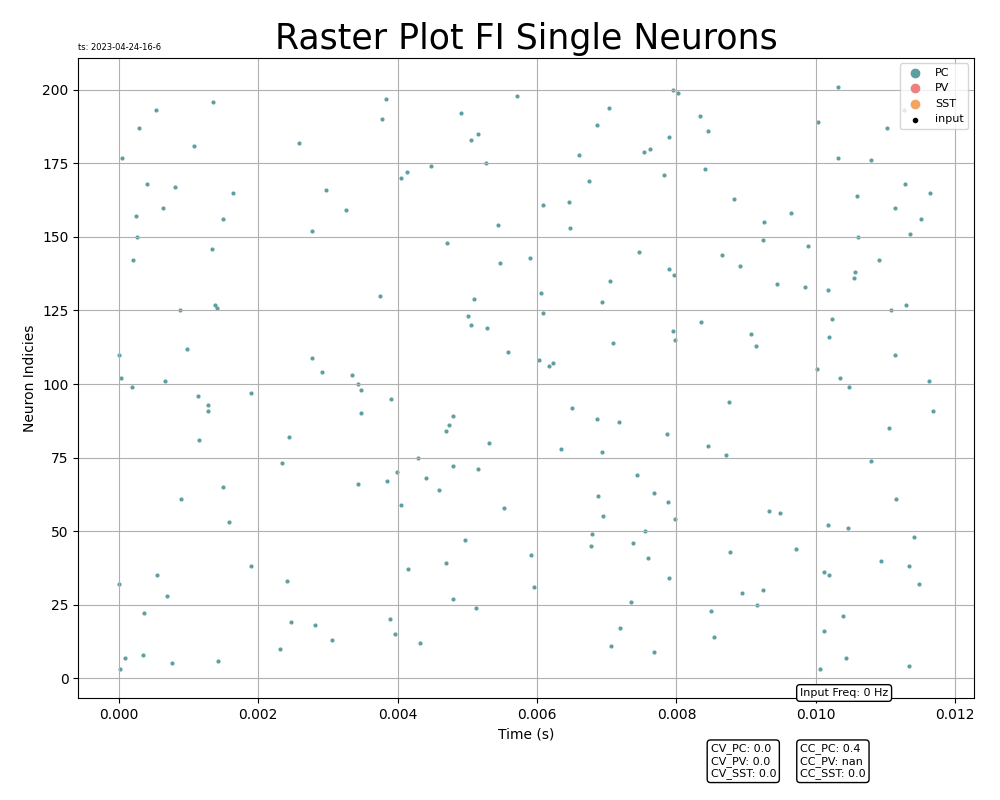 Raster Plot FI Single Neurons
ts: 2023-04-24-16-6
PC
PV
SST
input
200
175
150
125
100
75
50
25
0
Neuron Indicies
0.000
0.002
0.004
0.006
0.008
0.010
0.012
Time (s)
Input Freq: 0 Hz
CV_PC: 0.0
CV_PV: 0.0
CV_SST: 0.0
CC_PC: 0.4
CC_PV: nan
CC_SST: 0.0